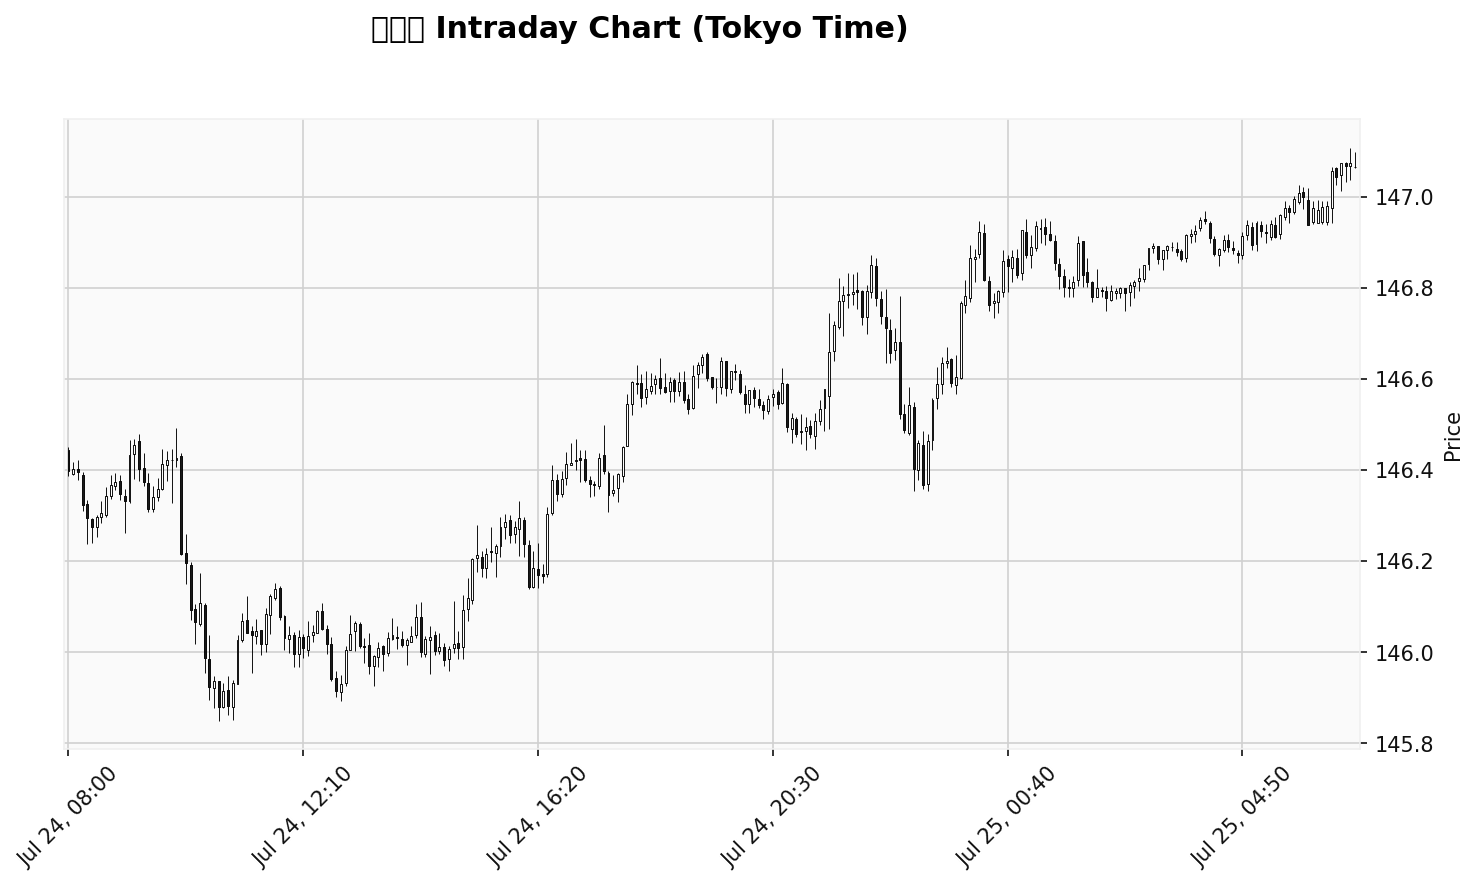 Intraday Chart (Tokyo Time)
147.0
146.8
146.6
146.4
146.2
146.0
145.8
Price
Jul 24, 08:00
Jul 24, 12:10
Jul 24, 16:20
Jul 24, 20:30
Jul 25, 00:40
Jul 25, 04:50